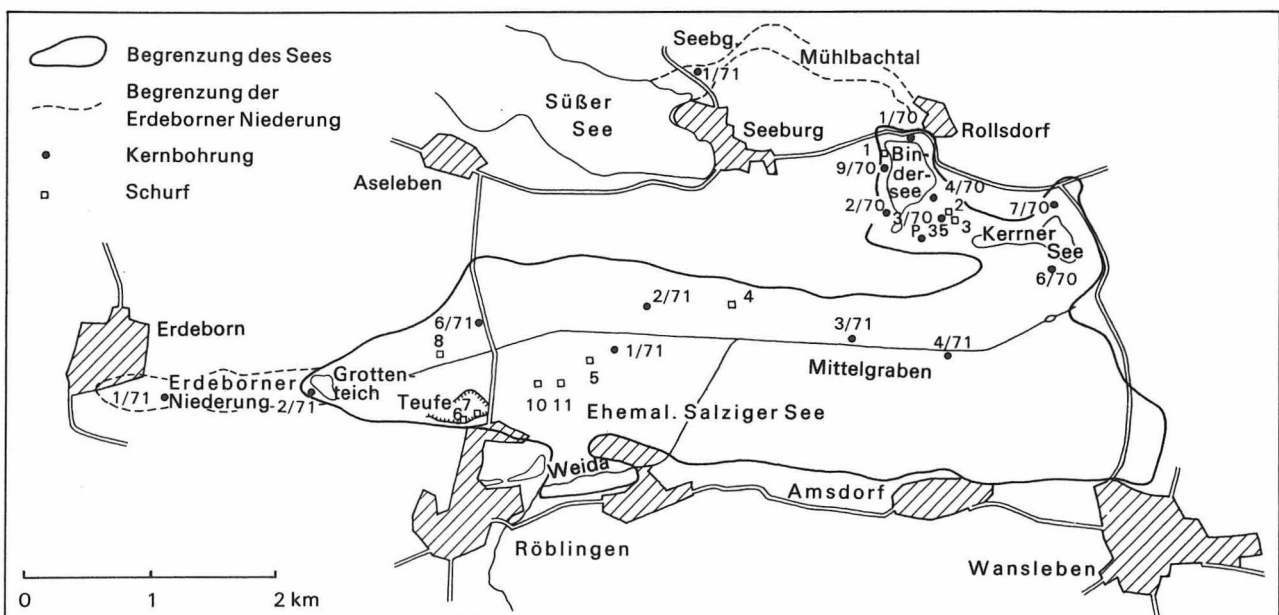 Begrenzung des Sees
Begrenzung der
Erdeborner Niederung
Kernbohrung
Schurf
Seebg.
1/71
Mühlbachtal
Süßer
See
Seeburg
1/70
Rollsdorf
Aseleben
1
Bin-
dersee
9/70
4/70
2/70
3/70
2
3
P. 35
7/70
Kerrner
See
6/70
2/71
4
Erdeborn
6/71
8
3/71
1/71
4/71
Mittelgraben
5
Erdeborner
Niederung
1/71
2/71
Grotten-
teich
Teufe
7
6
10
11
Ehemal. Salziger See
Weida
Amsdorf
Röblingen
Wansleben
0 1 2 km